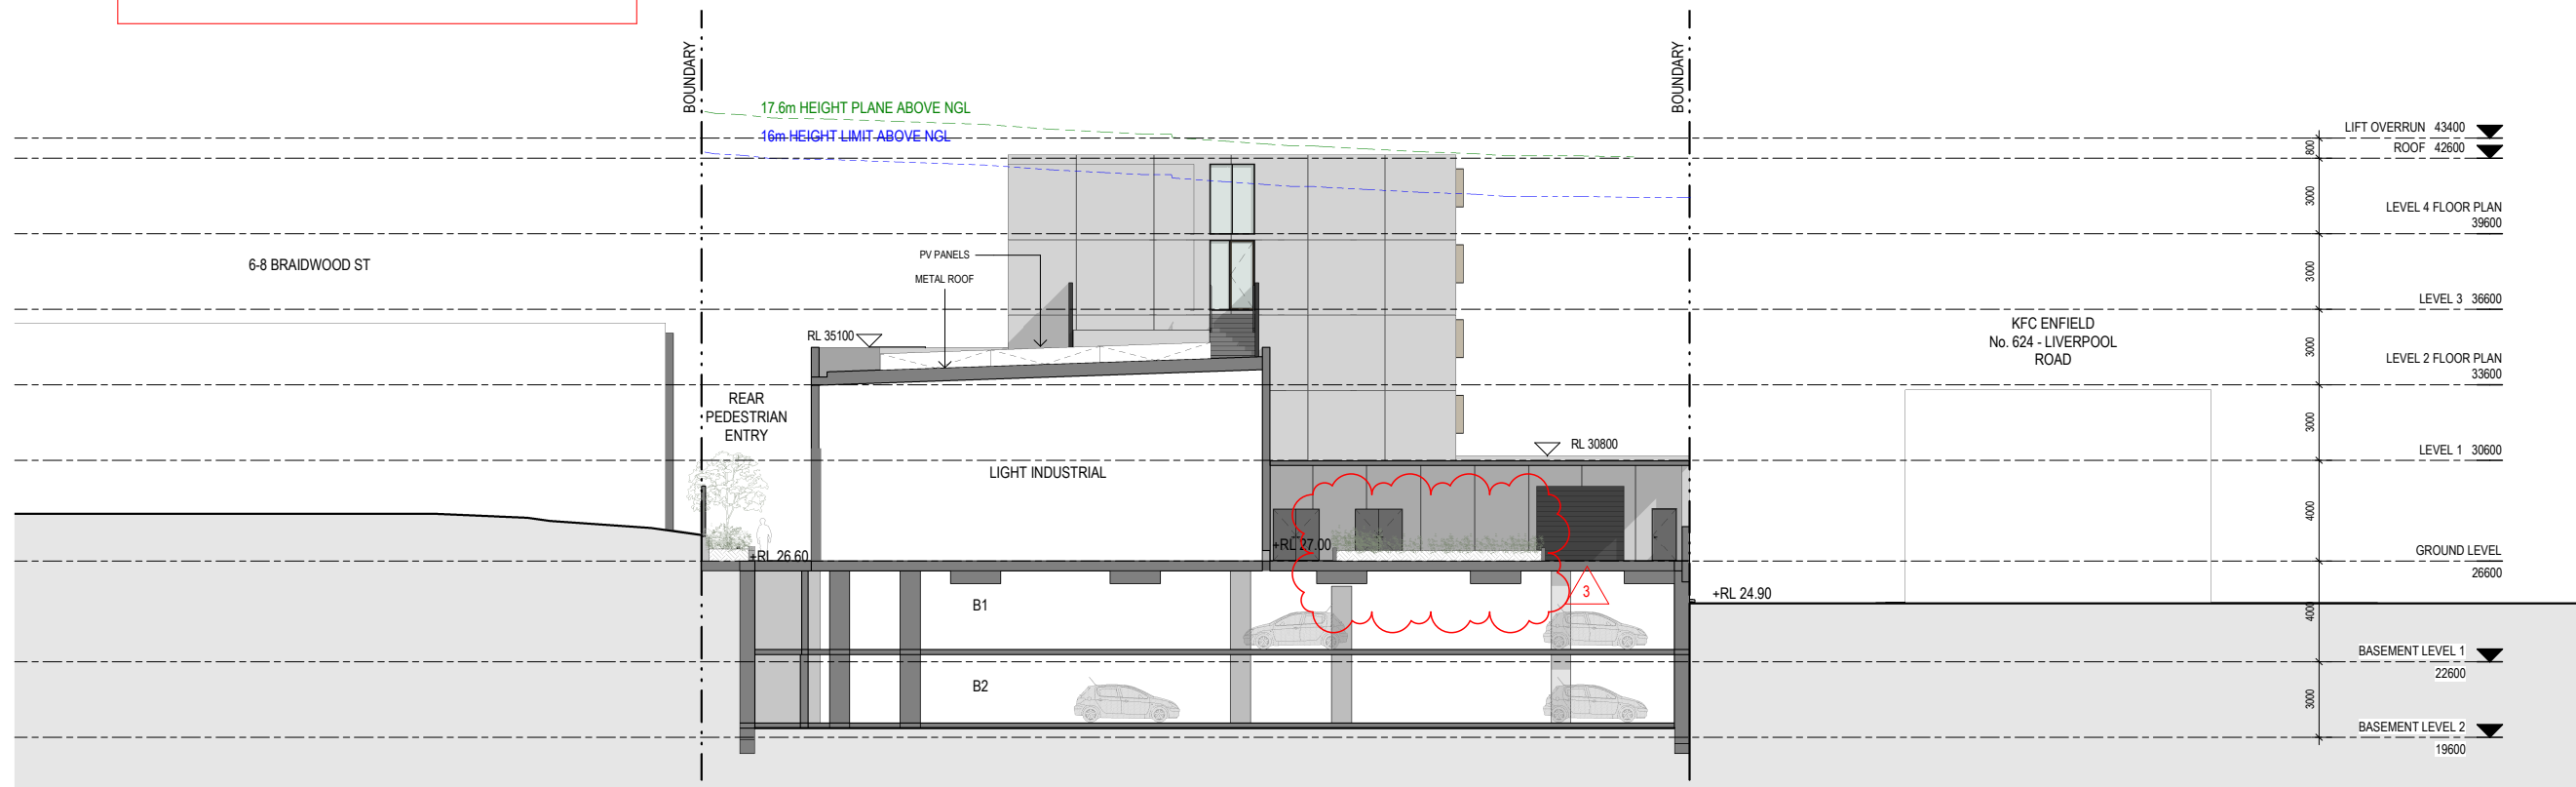 BOUNDARY
BOUNDARY
17.6m HEIGHT PLANE ABOVE NGL
16m HEIGHT LIMIT ABOVE NGL
LIFT OVERRUN 43400
800
ROOF 42600
3000
LEVEL 4 FLOOR PLAN
39600
6-8 BRAIDWOOD ST
PV PANELS
METAL ROOF
3000
LEVEL 3 36600
RL 35100
KFC ENFIELD
No. 624 - LIVERPOOL
ROAD
3000
LEVEL 2 FLOOR PLAN
33600
REAR
PEDESTRIAN
ENTRY
3000
RL 30800
LEVEL 1 30600
LIGHT INDUSTRIAL
4000
+RL 26.60
+RL 27.00
GROUND LEVEL
26600
B1
3
+RL 24.90
4000
BASEMENT LEVEL 1
22600
B2
3000
BASEMENT LEVEL 2
19600